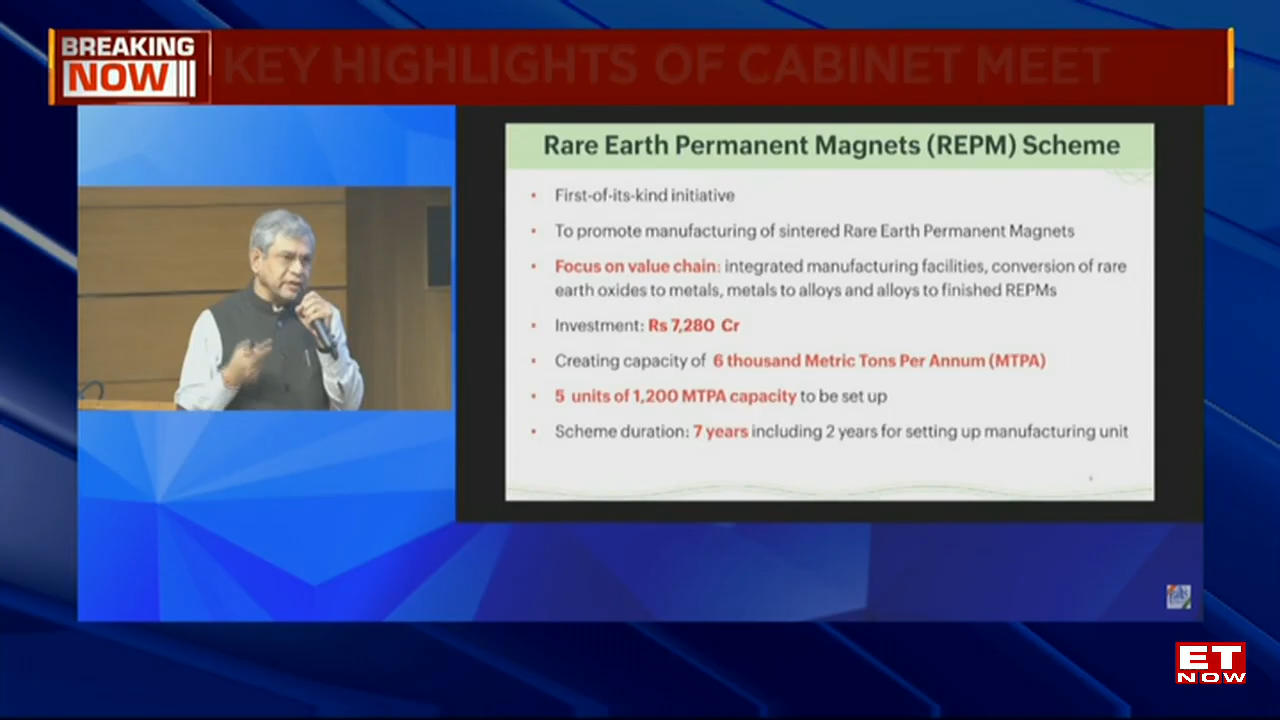 BREAKING
NOW
KEY HIGHLIGHTS OF CABINET MEET
Rare Earth Permanent Magnets (REPM) Scheme
• First-of-its-kind initiative
• To promote manufacturing of sintered Rare Earth Permanent Magnets
• Focus on value chain: integrated manufacturing facilities, conversion of rare
earth oxides to metals, metals to alloys and alloys to finished REPMs
• Investment: Rs 7,280 Cr
• Creating capacity of 6 thousand Metric Tons Per Annum (MTPA)
• 5 units of 1,200 MTPA capacity to be set up
• Scheme duration: 7 years including 2 years for setting up manufacturing unit
ET
NOW